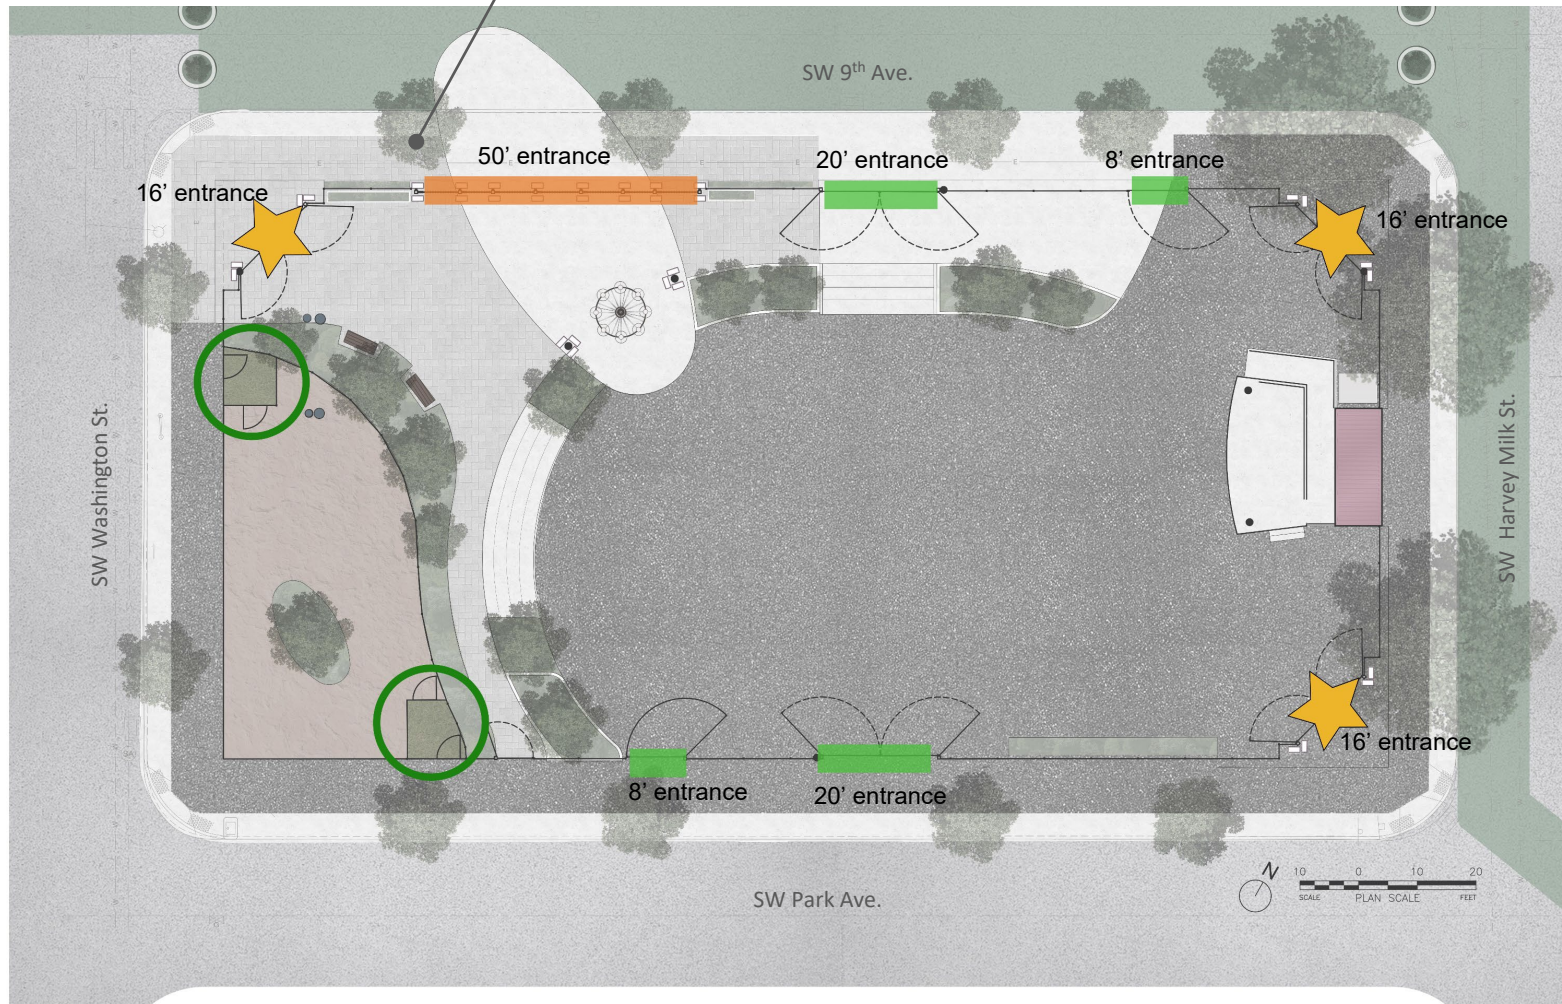 SW 9th Ave.
50’ entrance
20’ entrance
8’ entrance
16’ entrance
16’ entrance
SW Washington St.
SW Harvey Milk St.
16’ entrance
8’ entrance
20’ entrance
SW Park Ave.
N
10 0 10 20
SCALE PLAN SCALE FEET